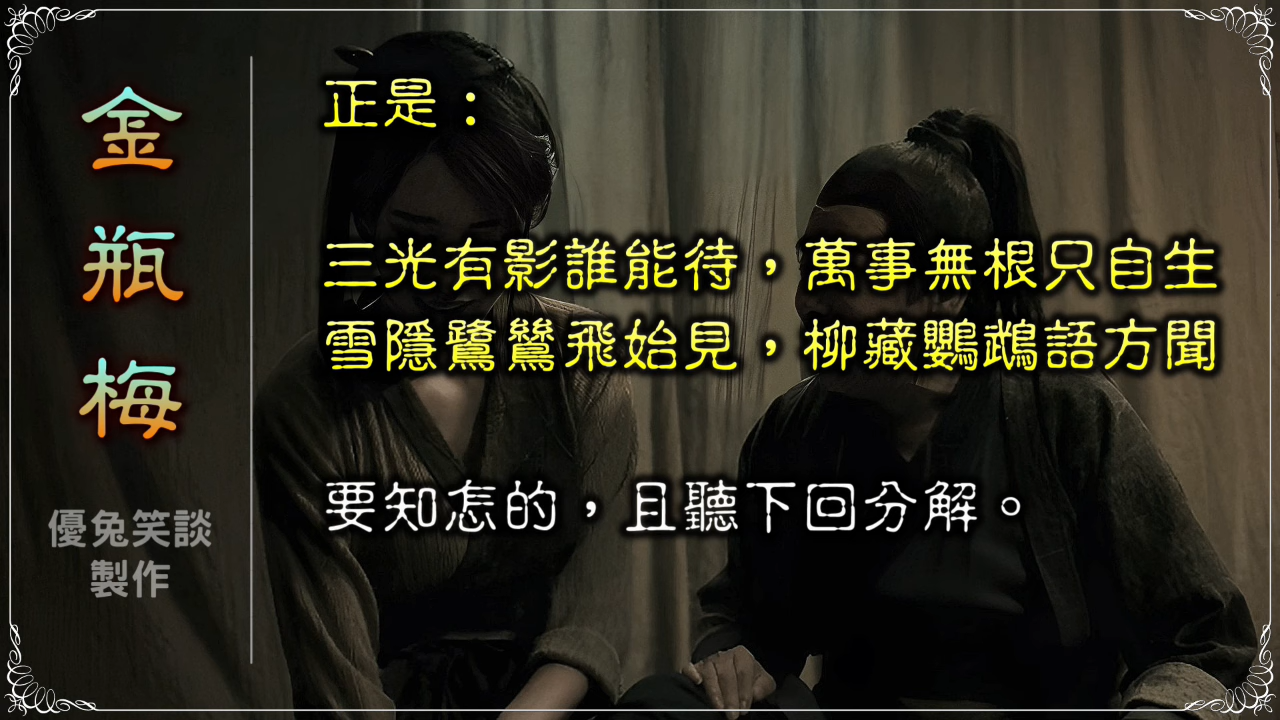 金瓶梅
優兔笑談
製作
正是：
三光有影誰能待，萬事無根只自生
雪隱鷺鷥飛始見，柳藏鸚鵡語方聞
要知怎的，且聽下回分解。